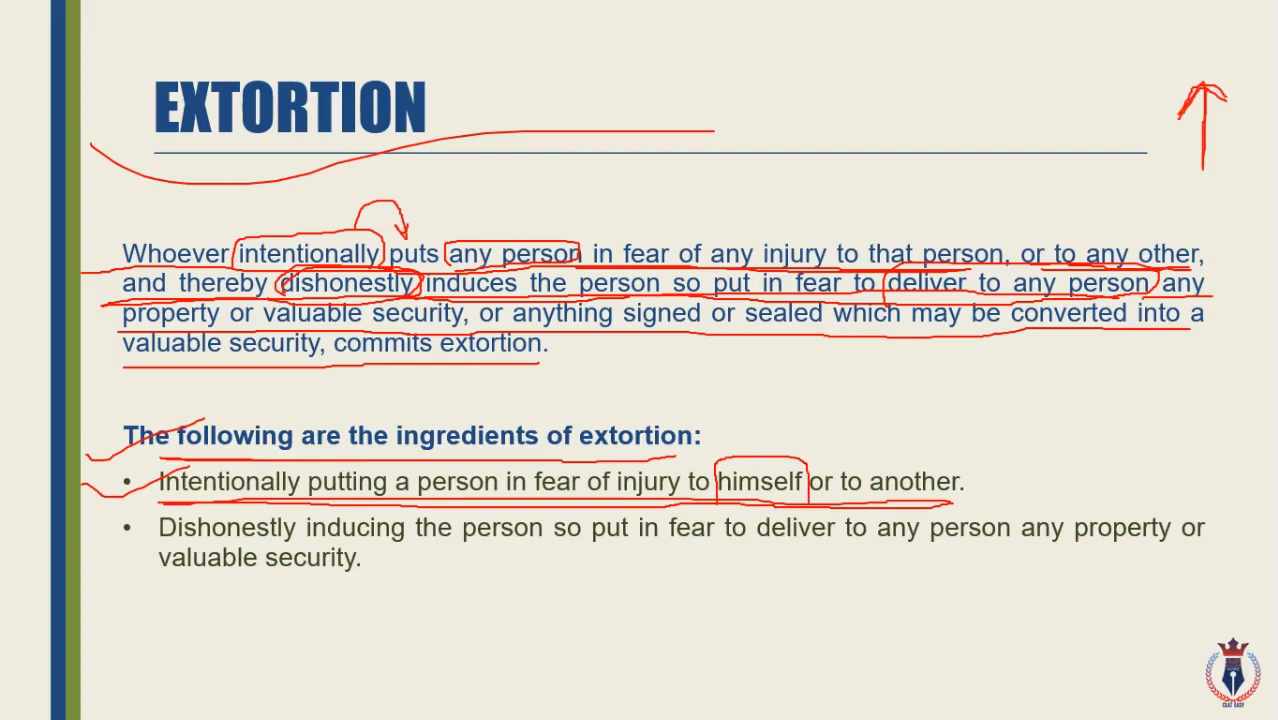 EXTORTION
Whoever intentionally puts any person in fear of any injury to that person, or to any other,
and thereby dishonestly induces the person so put in fear to deliver to any person any
property or valuable security, or anything signed or sealed which may be converted into a
valuable security, commits extortion.
The following are the ingredients of extortion:
• Intentionally putting a person in fear of injury to himself or to another.
• Dishonestly inducing the person so put in fear to deliver to any person any property or
valuable security.
CLAT EASY